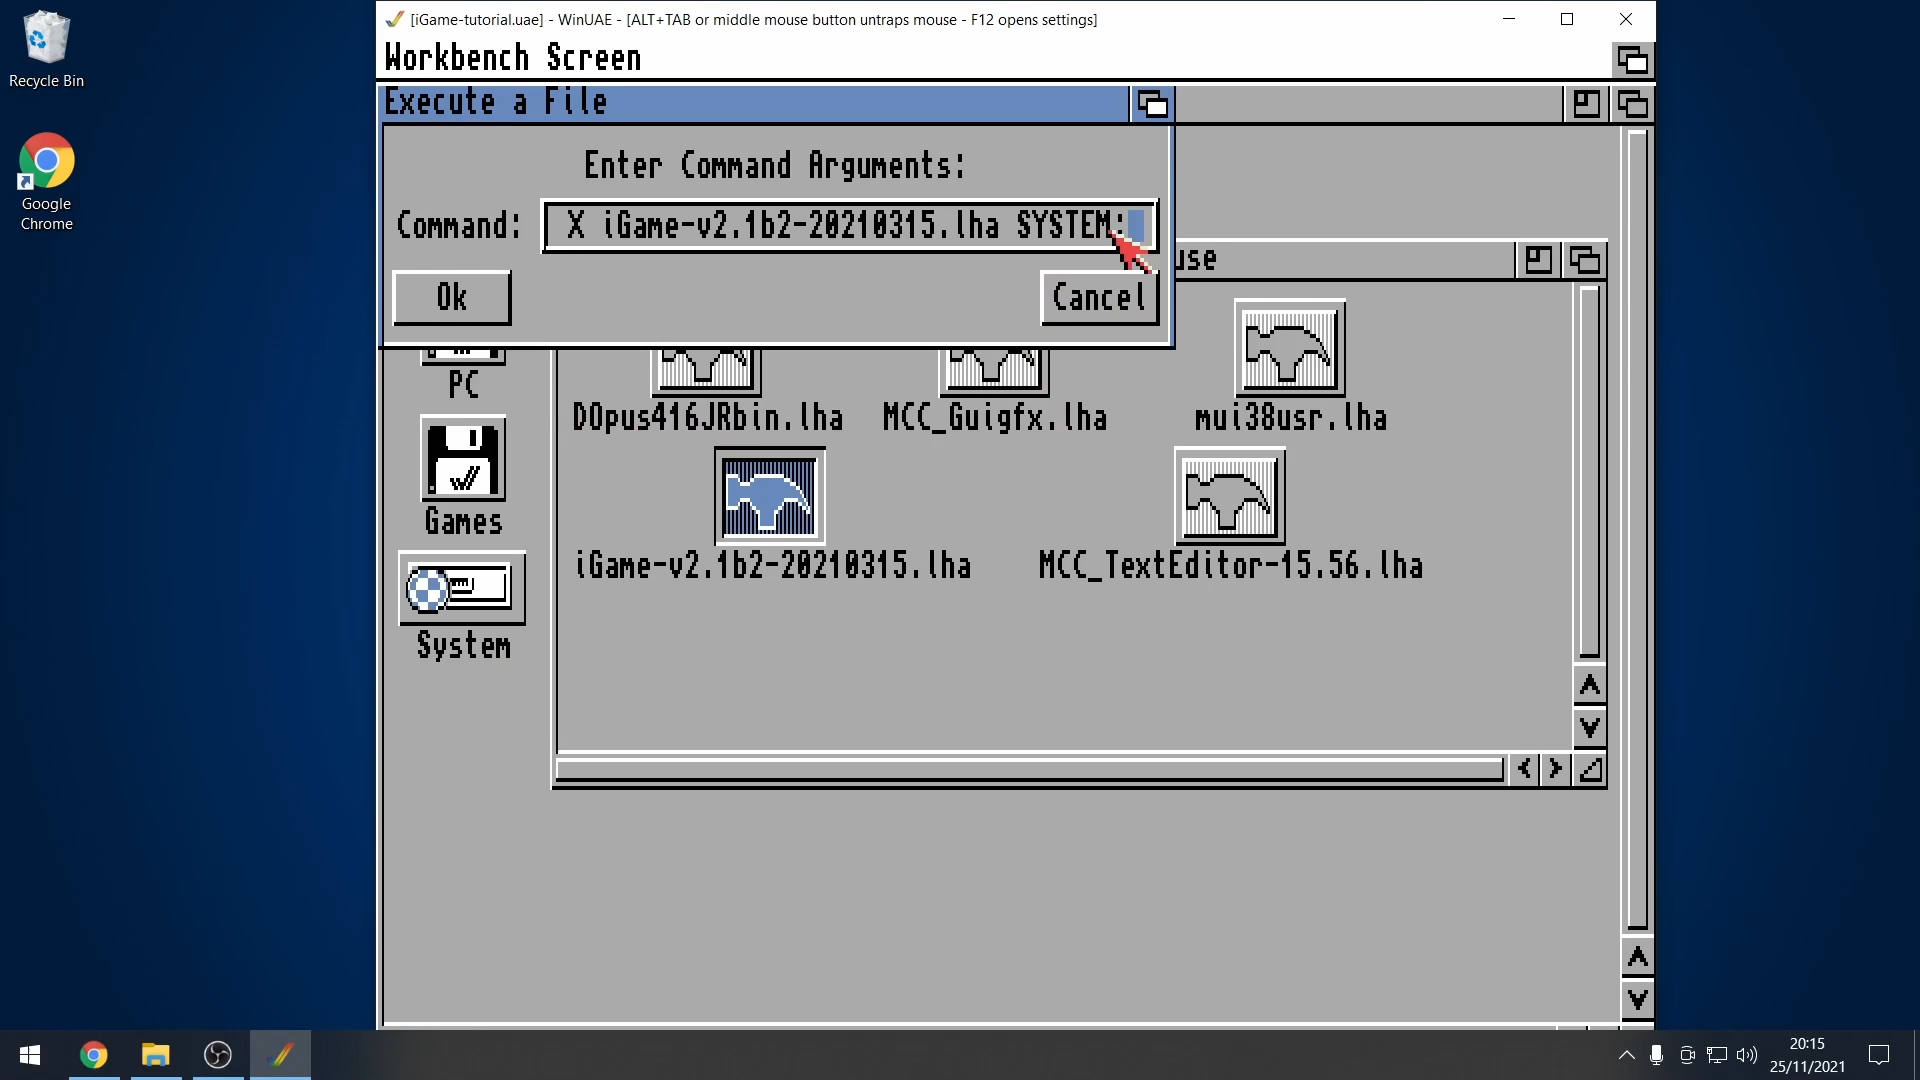 [iGame-tutorial.uae] - WinUAE - [ALT+TAB or middle mouse button untraps mouse - F12 opens settings]
Recycle Bin
Google
Chrome
Workbench Screen
Execute a File
Enter Command Arguments:
Command: X iGame-v2.1b2-20210315.lha SYSTEM:
Ok
Cancel
PC
DOpus416JRbin.lha
MCC_Guigfx.lha
mui38usr.lha
Games
iGame-v2.1b2-20210315.lha
MCC_TextEditor-15.56.lha
System
20:15
25/11/2021